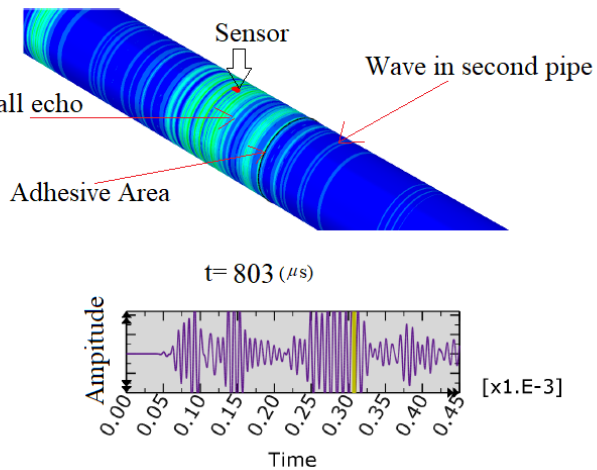 Sensor
Wave in second pipe
all echo
Adhesive Area
t= 803 (μs)
Ampitude
0.00 0.05 0.10 0.15 0.20 0.25 0.30 0.35 0.40 0.45
[x1.E-3]
Time